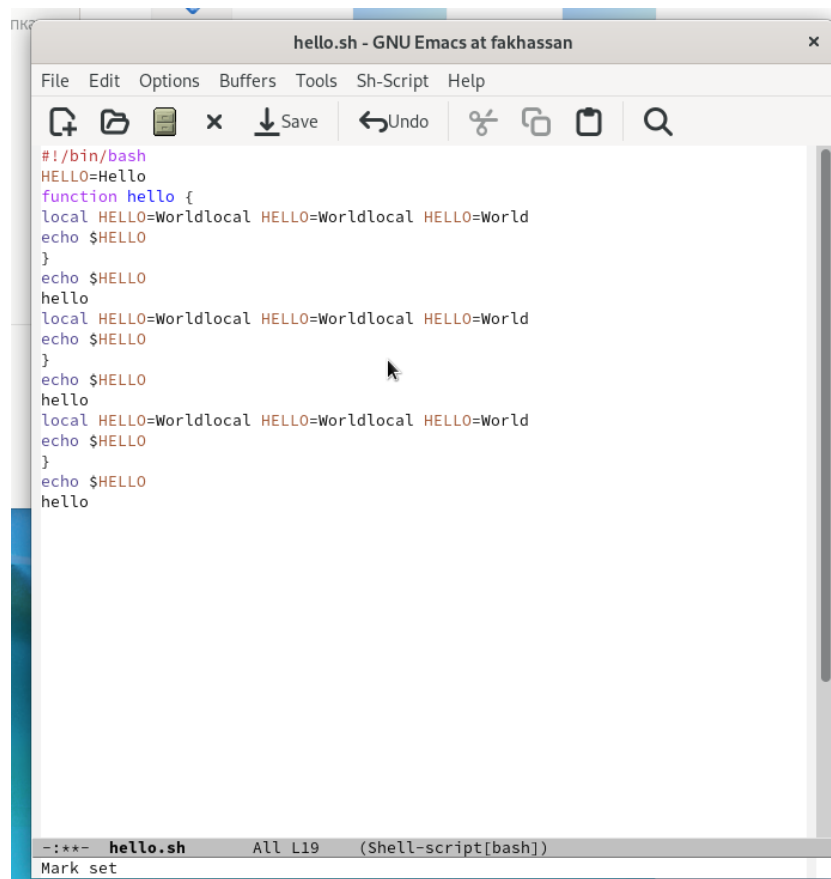 пка
hello.sh - GNU Emacs at fakhassan ×
File Edit Options Buffers Tools Sh-Script Help
Save Undo
#!/bin/bash
HELLO=Hello
function hello {
local HELLO=Worldlocal HELLO=Worldlocal HELLO=World
echo $HELLO
}
echo $HELLO
hello
local HELLO=Worldlocal HELLO=Worldlocal HELLO=World
echo $HELLO
}
echo $HELLO
hello
local HELLO=Worldlocal HELLO=Worldlocal HELLO=World
echo $HELLO
}
echo $HELLO
hello
-:**- hello.sh All L19 (Shell-script[bash])
Mark set